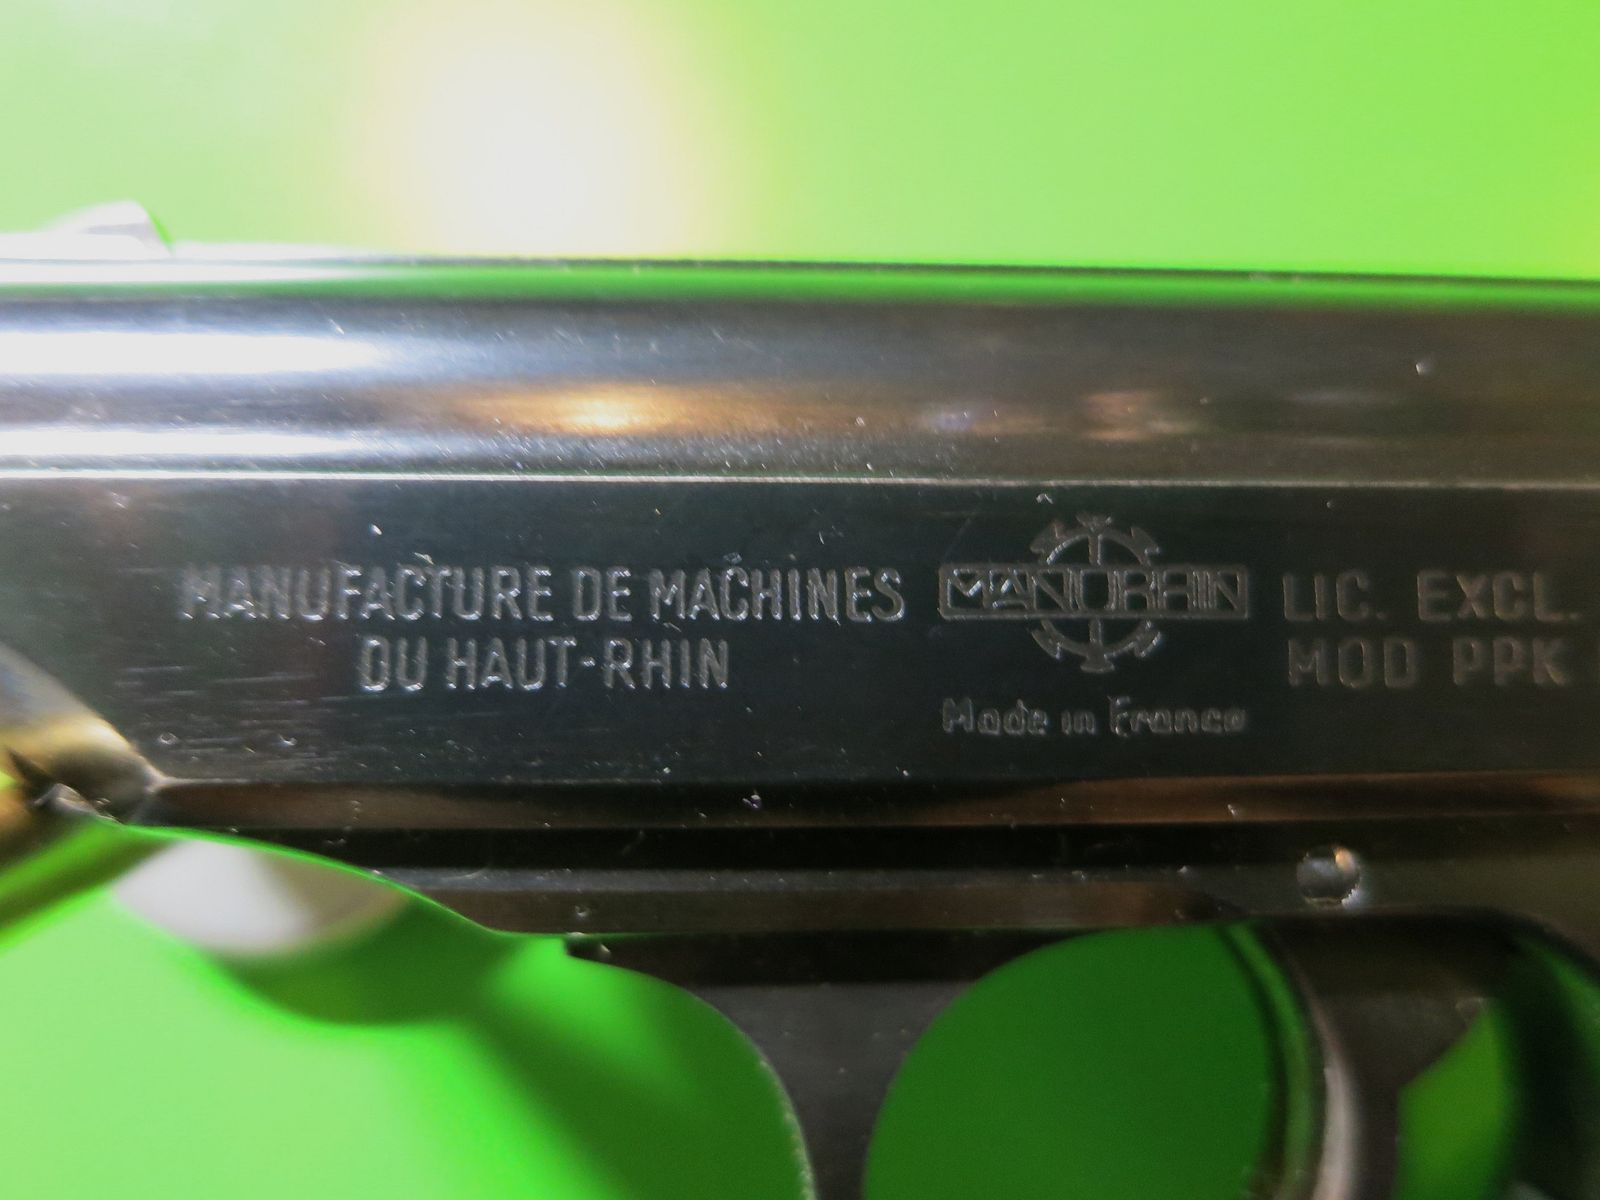 MANUFACTURE DE MACHINES
DU HAUT-RHIN
MANURHIN
Made in France
LIC. EXCL.
MOD PPK